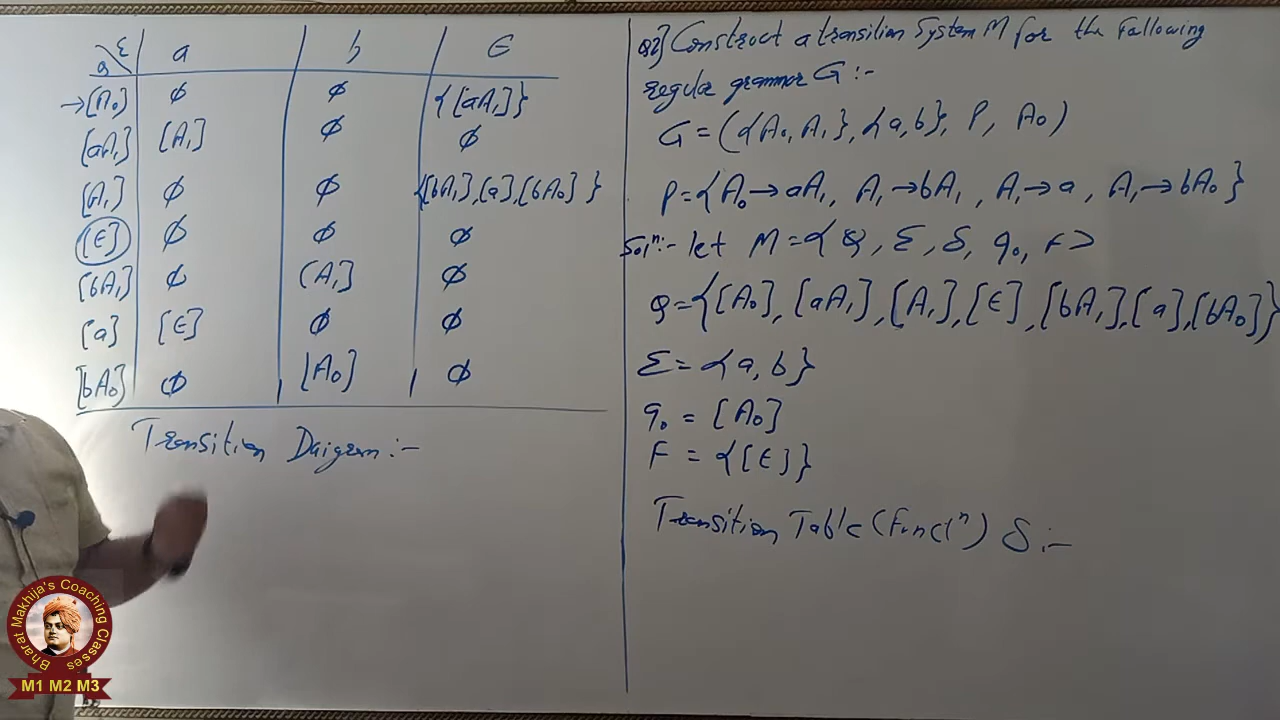 Q\Σ a b ϵ
→[A₀] ϕ ϕ {[aA₁]}
[aA₁] [A₁] ϕ ϕ
[A₁] ϕ ϕ {[bA₁],[a],[bA₀]}
[ϵ] ϕ ϕ ϕ
[bA₁] ϕ [A₁] ϕ
[a] [ϵ] ϕ ϕ
[bA₀] ϕ [A₀] ϕ
Transition Daigram:-
Q2] Construct a transition System M for the Following
regular grammar G:-
G=({A₀,A₁},{a,b},P,A₀)
P={A₀→aA₁, A₁→bA₁, A₁→a, A₁→bA₀}
Solⁿ:- let M={Q,Σ,δ,q₀,F>
Q={[A₀],[aA₁],[A₁],[ϵ],[bA₁],[a],[bA₀]}
Σ={a,b}
q₀=[A₀]
F={[ϵ]}
Transition Table(Functⁿ) δ:-
Bharat Makhija's Coaching Classes
M1 M2 M3